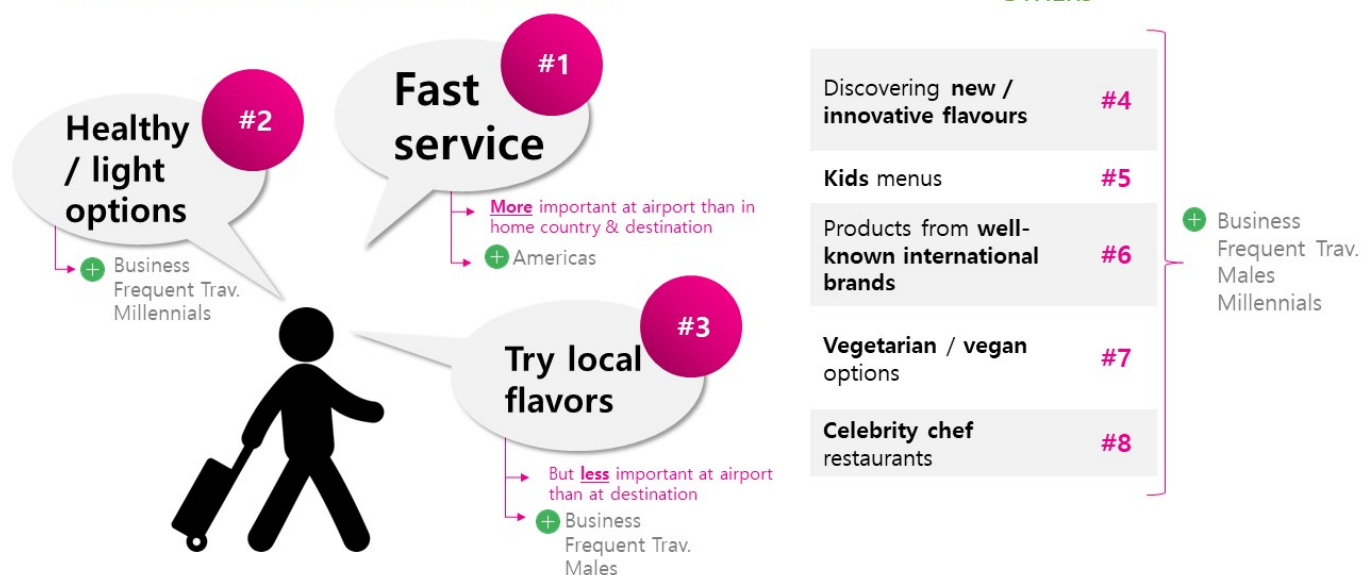 #1
Fast
service
More important at airport than in
home country & destination
+ Americas
#2
Healthy
/ light
options
+ Business
Frequent Trav.
Millennials
#3
Try local
flavors
But less important at airport
than at destination
+ Business
Frequent Trav.
Males
Discovering new /
innovative flavours
#4
Kids menus
#5
Products from well-
known international
brands
#6
Vegetarian / vegan
options
#7
Celebrity chef
restaurants
#8
+ Business
Frequent Trav.
Males
Millennials